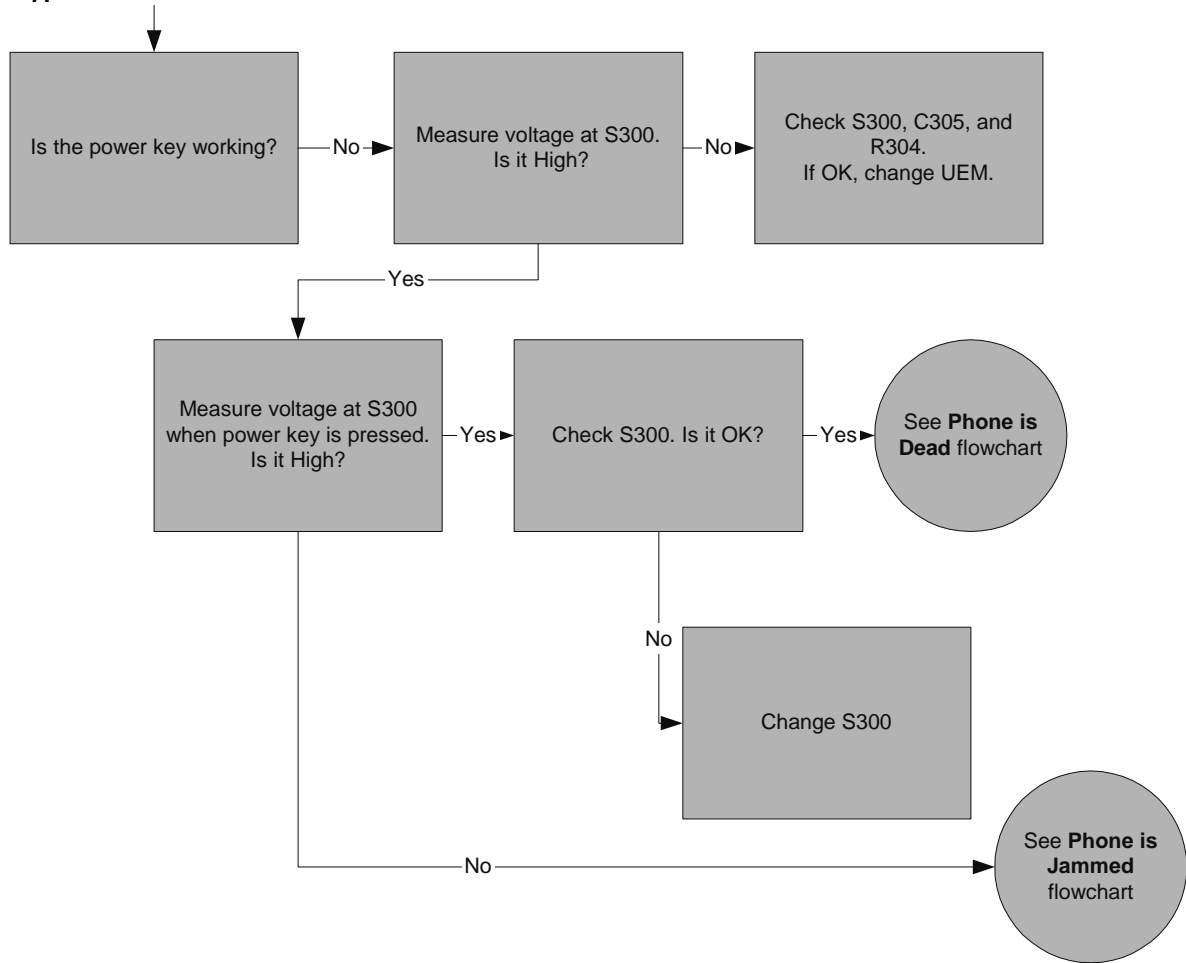 Is the power key working?
No
Measure voltage at S300.
Is it High?
No
Check S300, C305, and
R304.
If OK, change UEM.
Yes
Measure voltage at S300
when power key is pressed.
Is it High?
Yes
Check S300. Is it OK?
Yes
See Phone is
Dead flowchart
No
Change S300
No
See Phone is
Jammed
flowchart